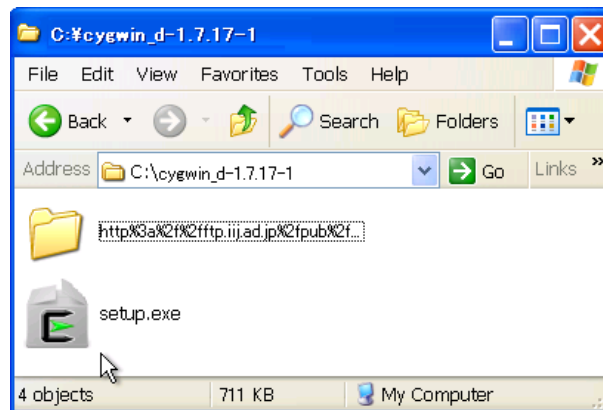 C:¥cygwin_d-1.7.17-1
File Edit View Favorites Tools Help
Back Search Folders
Address C:\cygwin_d-1.7.17-1 Go Links »
http%3a%2f%2fftp.iij.ad.jp%2fpub%2f...
setup.exe
4 objects 711 KB My Computer